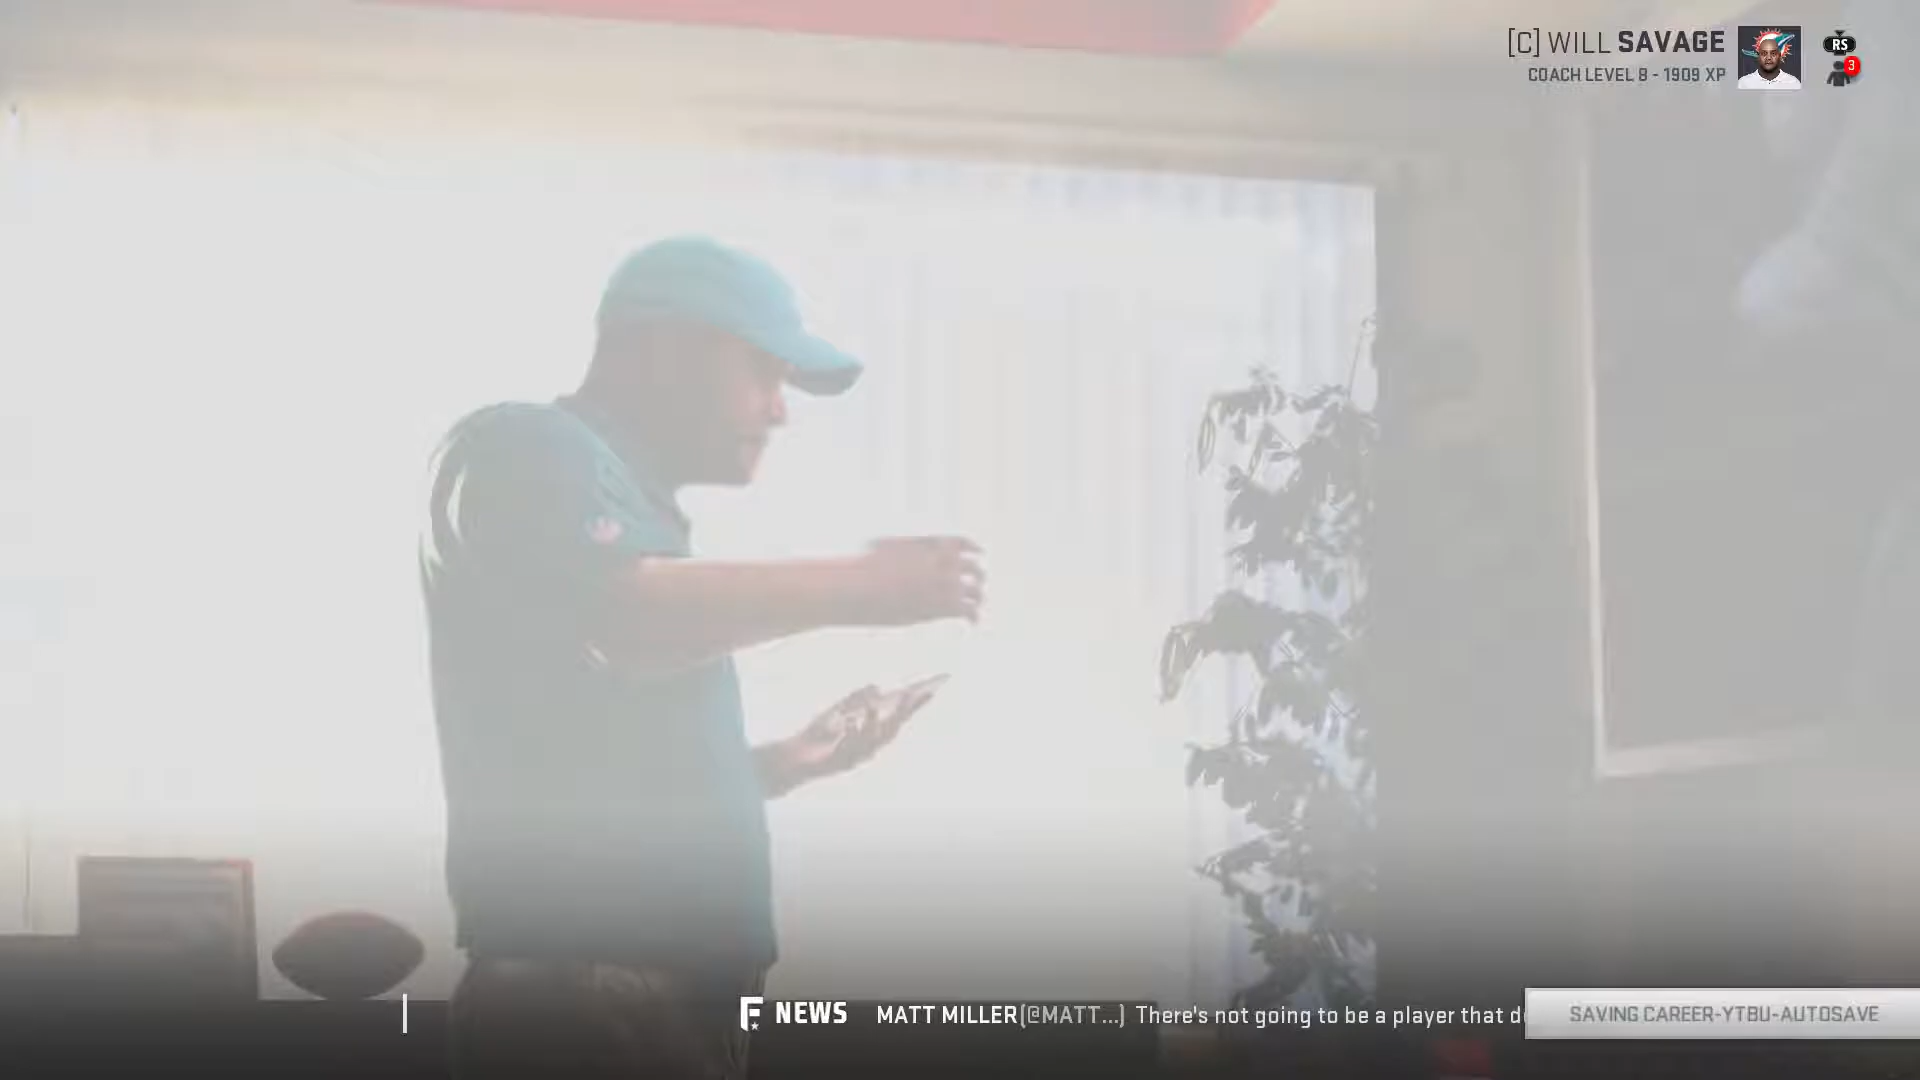 [C] WILL SAVAGE
COACH LEVEL 8 - 1909 XP
RS
3
NEWS MATT MILLER(@MATT...) There's not going to be a player that d
SAVING CAREER-YTBU-AUTOSAVE